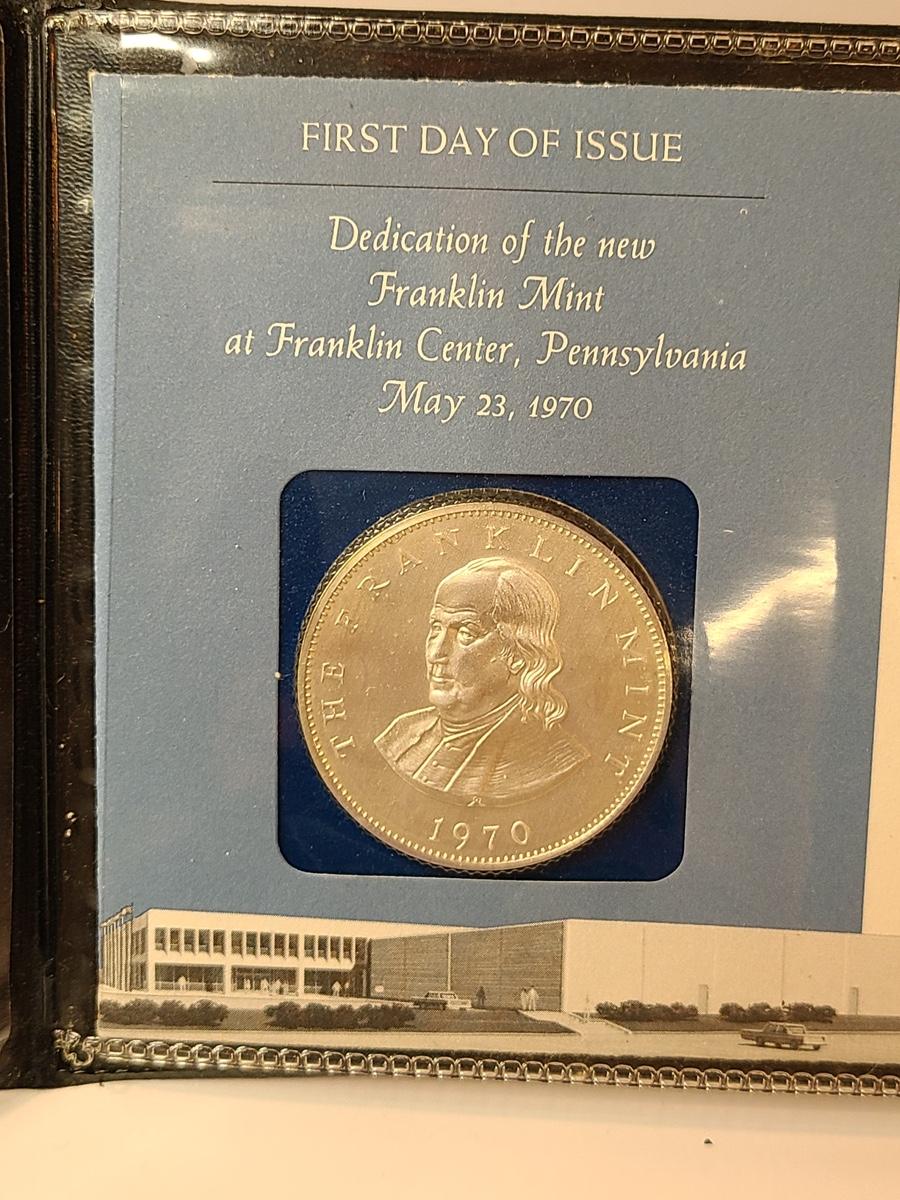 FIRST DAY OF ISSUE
Dedication of the new
Franklin Mint
at Franklin Center, Pennsylvania
May 23, 1970
THE FRANKLIN MINT
1970